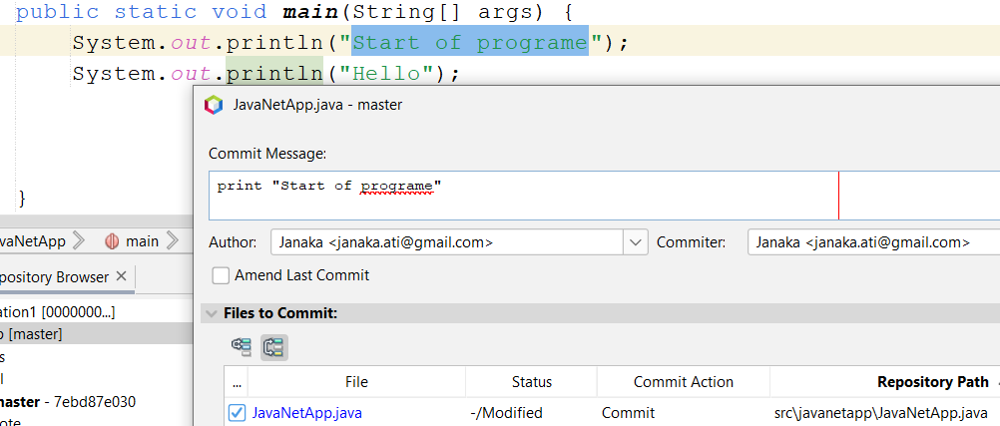 public static void main(String[] args) {
System.out.println("Start of programe");
System.out.println("Hello");
}
JavaNetApp.java - master
Commit Message:
print "Start of programe"
Author: Janaka <janaka.ati@gmail.com> Commiter: Janaka <janaka.ati@gmail.com>
Amend Last Commit
Files to Commit:
... File Status Commit Action Repository Path
JavaNetApp.java -/Modified Commit src\javanetapp\JavaNetApp.java
vaNetApp main
pository Browser
ation1 [0000000...]
[master]
naster - 7ebd87e030
ote